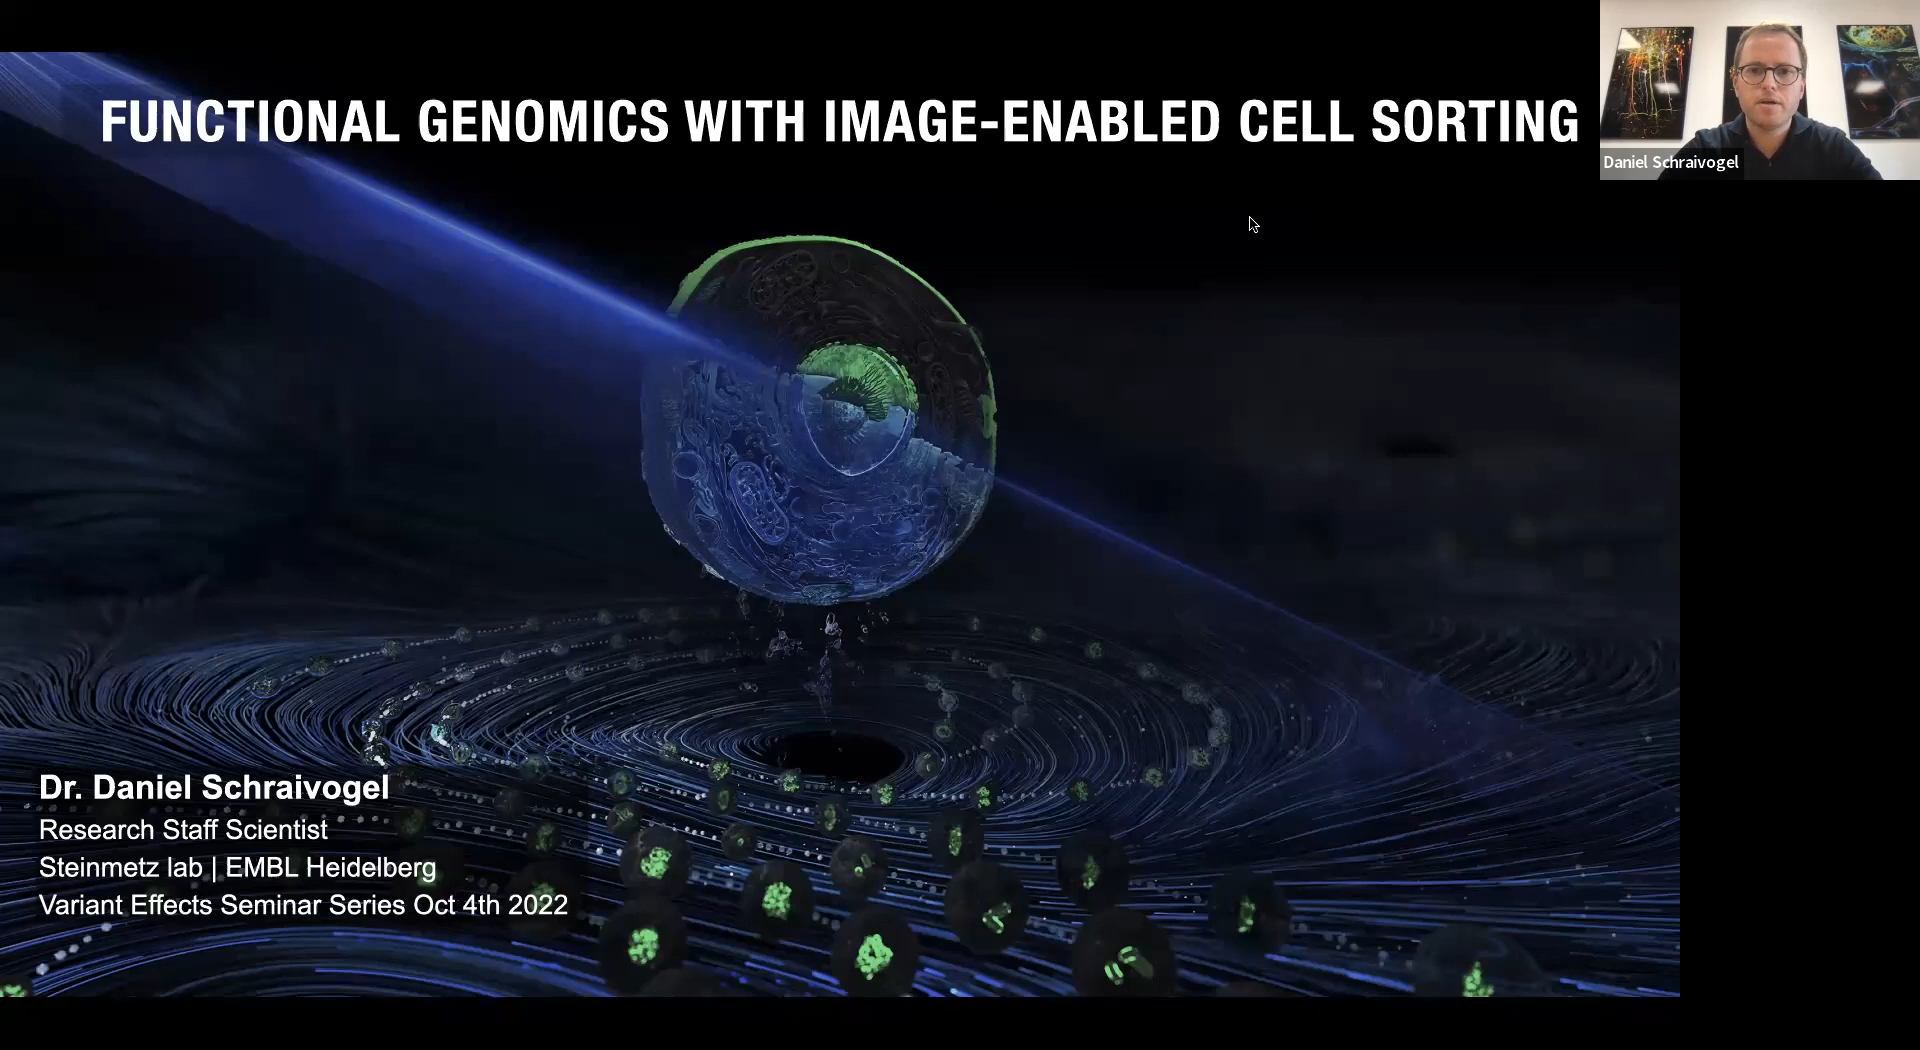 FUNCTIONAL GENOMICS WITH IMAGE-ENABLED CELL SORTING
Daniel Schraivogel
Dr. Daniel Schraivogel
Research Staff Scientist
Steinmetz lab | EMBL Heidelberg
Variant Effects Seminar Series Oct 4th 2022